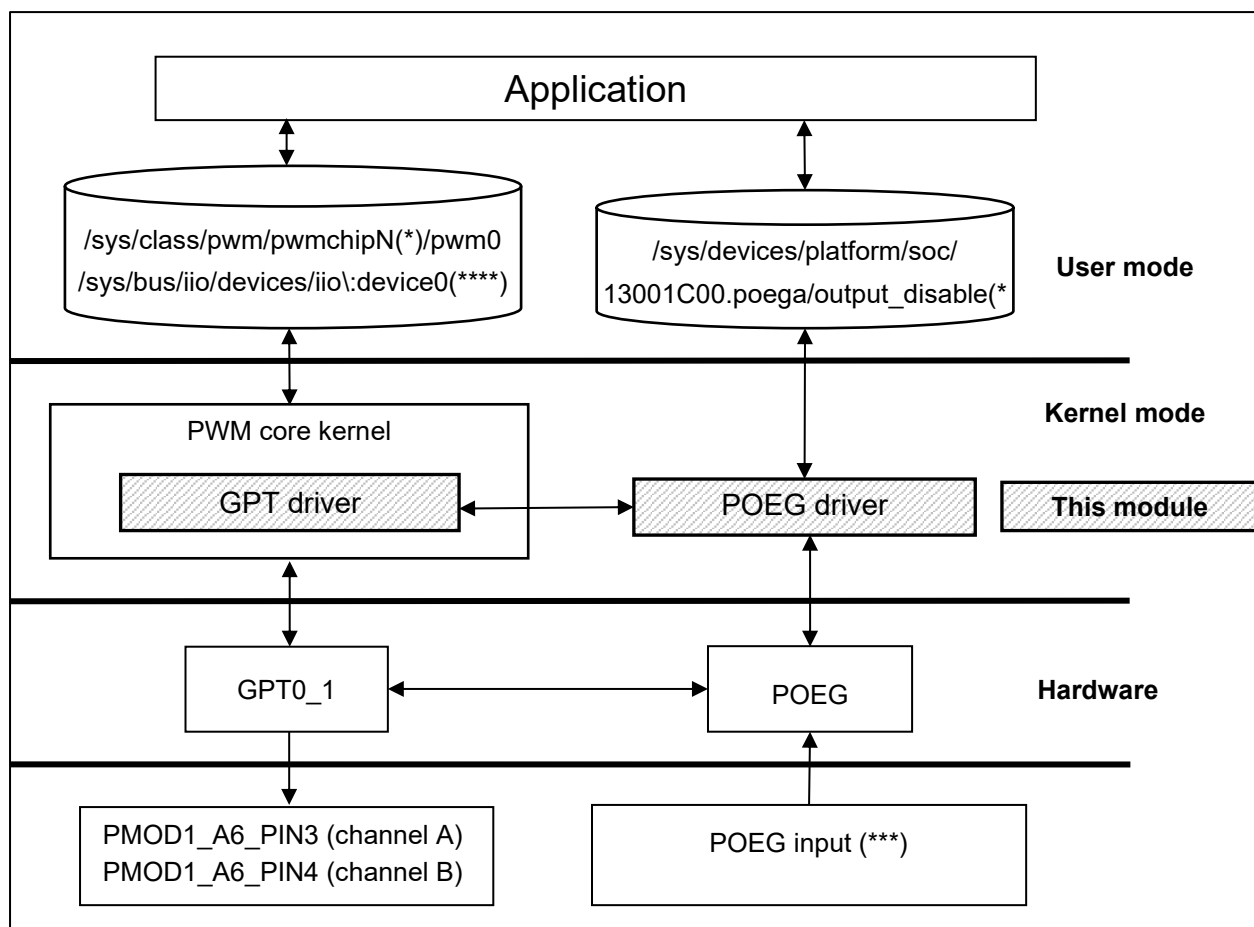 Application
/sys/class/pwm/pwmchipN(*)/pwm0
/sys/bus/iio/devices/iio\:device0(****)
/sys/devices/platform/soc/
13001C00.poega/output_disable(*
User mode
Kernel mode
PWM core kernel
GPT driver
POEG driver
This module
GPT0_1
POEG
Hardware
PMOD1_A6_PIN3 (channel A)
PMOD1_A6_PIN4 (channel B)
POEG input (***)